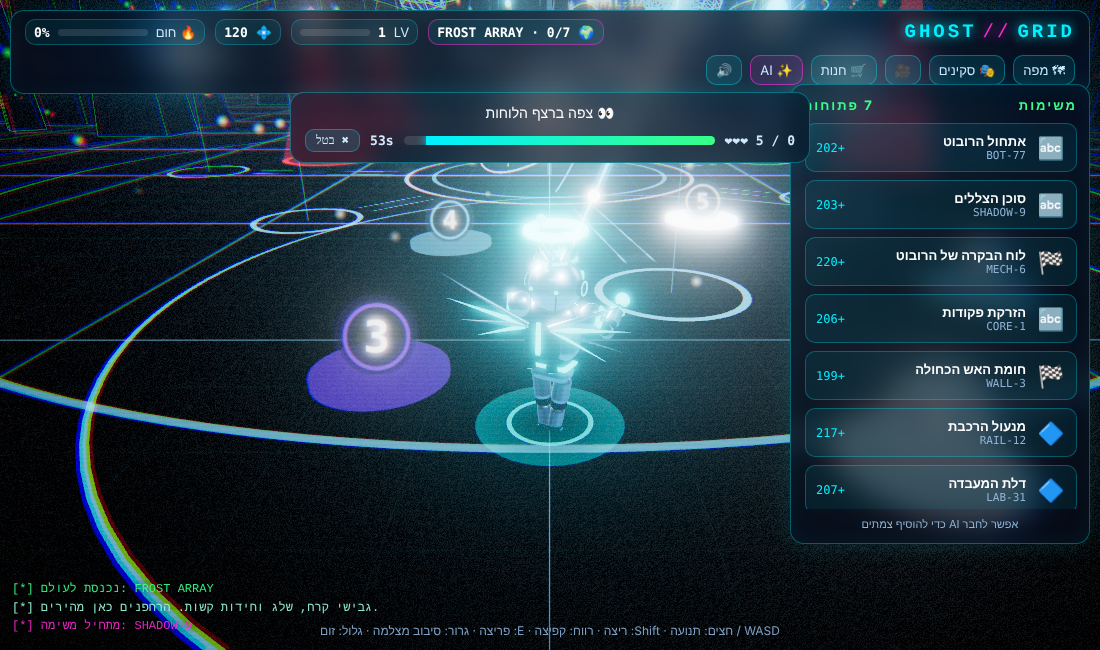 GHOST // GRID
🌍 FROST ARRAY · 0/7
LV 1
💠 120
🔥 חום 0%
🗺 מפה
🎭 סקינים
🎥
🛒 חנות
✨ AI
🔊
👀 צפה ברצף הלוחות
0 / 5 ♥♥♥
53s
✖ בטל
משימות
7 פתוחות
אתחול הרובוט
BOT-77
+202
סוכן הצללים
SHADOW-9
+203
לוח הבקרה של הרובוט
MECH-6
+220
הזרקת פקודות
CORE-1
+206
חומת האש הכחולה
WALL-3
+199
מנעול הרכבת
RAIL-12
+217
דלת המעבדה
LAB-31
+207
אפשר לחבר AI כדי להוסיף צמתים
4
5
3
[*] נכנסת לעולם: FROST ARRAY
[*] גבישי קרח, שלג וחידות קשות. הרחפנים כאן מהירים.
[*] מתחיל משימה: SHADOW
WASD / חצים: תנועה · Shift: ריצה · רווח: קפיצה · E: פריצה · גרור: סיבוב מצלמה · גלול: זום